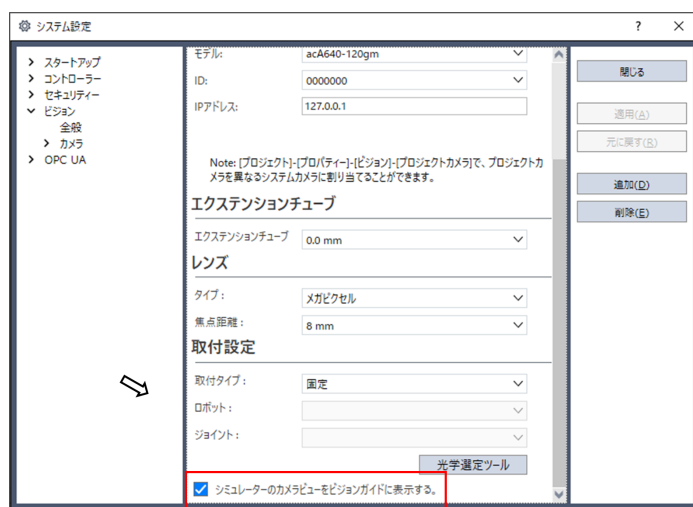 システム設定
?
スタートアップ
コントローラー
セキュリティー
ビジョン
全般
カメラ
OPC UA
モデル:
acA640-120gm
ID:
0000000
IPアドレス:
127.0.0.1
Note: [プロジェクト]-[プロパティー]-[ビジョン]-[プロジェクトカメラ]で、プロジェクトカ
メラを異なるシステムカメラに割り当てることができます。
エクステンションチューブ
エクステンションチューブ
0.0 mm
レンズ
タイプ :
メガピクセル
焦点距離 :
8 mm
取付設定
取付タイプ :
固定
ロボット :
ジョイント :
光学選定ツール
シミュレーターのカメラビューをビジョンガイドに表示する。
閉じる
適用(A)
元に戻す(R)
追加(D)
削除(E)